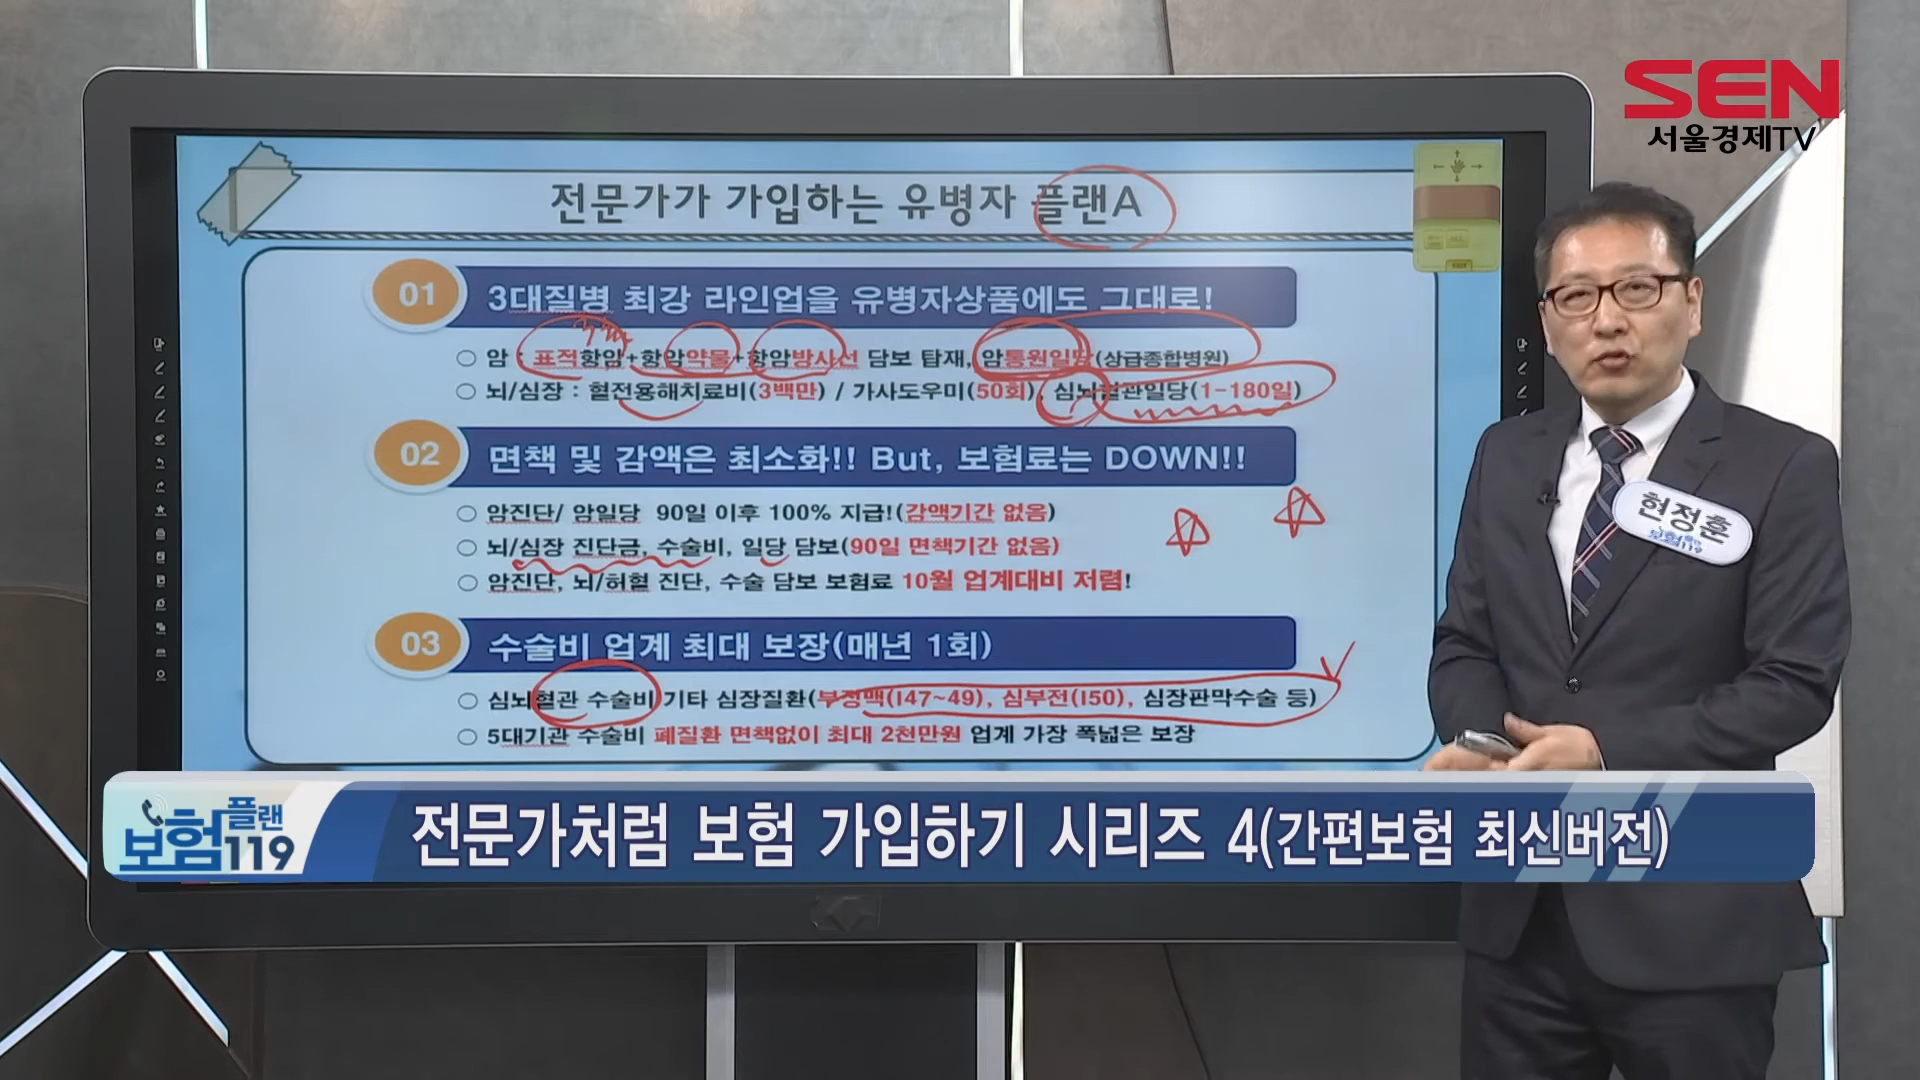 SEN
서울경제TV
전문가가 가입하는 유병자 플랜A
01 3대질병 최강 라인업을 유병자상품에도 그대로!
○ 암 : 표적항암+항암약물+항암방사선 담보 탑재, 암통원일당(상급종합병원)
○ 뇌/심장 : 혈전용해치료비(3백만) / 가사도우미(50회), 심뇌혈관일당(1-180일)
02 면책 및 감액은 최소화!! But, 보험료는 DOWN!!
○ 암진단/ 암일당 90일 이후 100% 지급!(감액기간 없음)
○ 뇌/심장 진단금, 수술비, 일당 담보(90일 면책기간 없음)
○ 암진단, 뇌/허혈 진단, 수술 담보 보험료 10월 업계대비 저렴!
03 수술비 업계 최대 보장(매년 1회)
○ 심뇌혈관 수술비 기타 심장질환(부정맥(I47~49), 심부전(I50), 심장판막수술 등)
○ 5대기관 수술비 폐질환 면책없이 최대 2천만원 업계 가장 폭넓은 보장
현정훈
보험플랜119
보험플랜119
전문가처럼 보험 가입하기 시리즈 4(간편보험 최신버전)